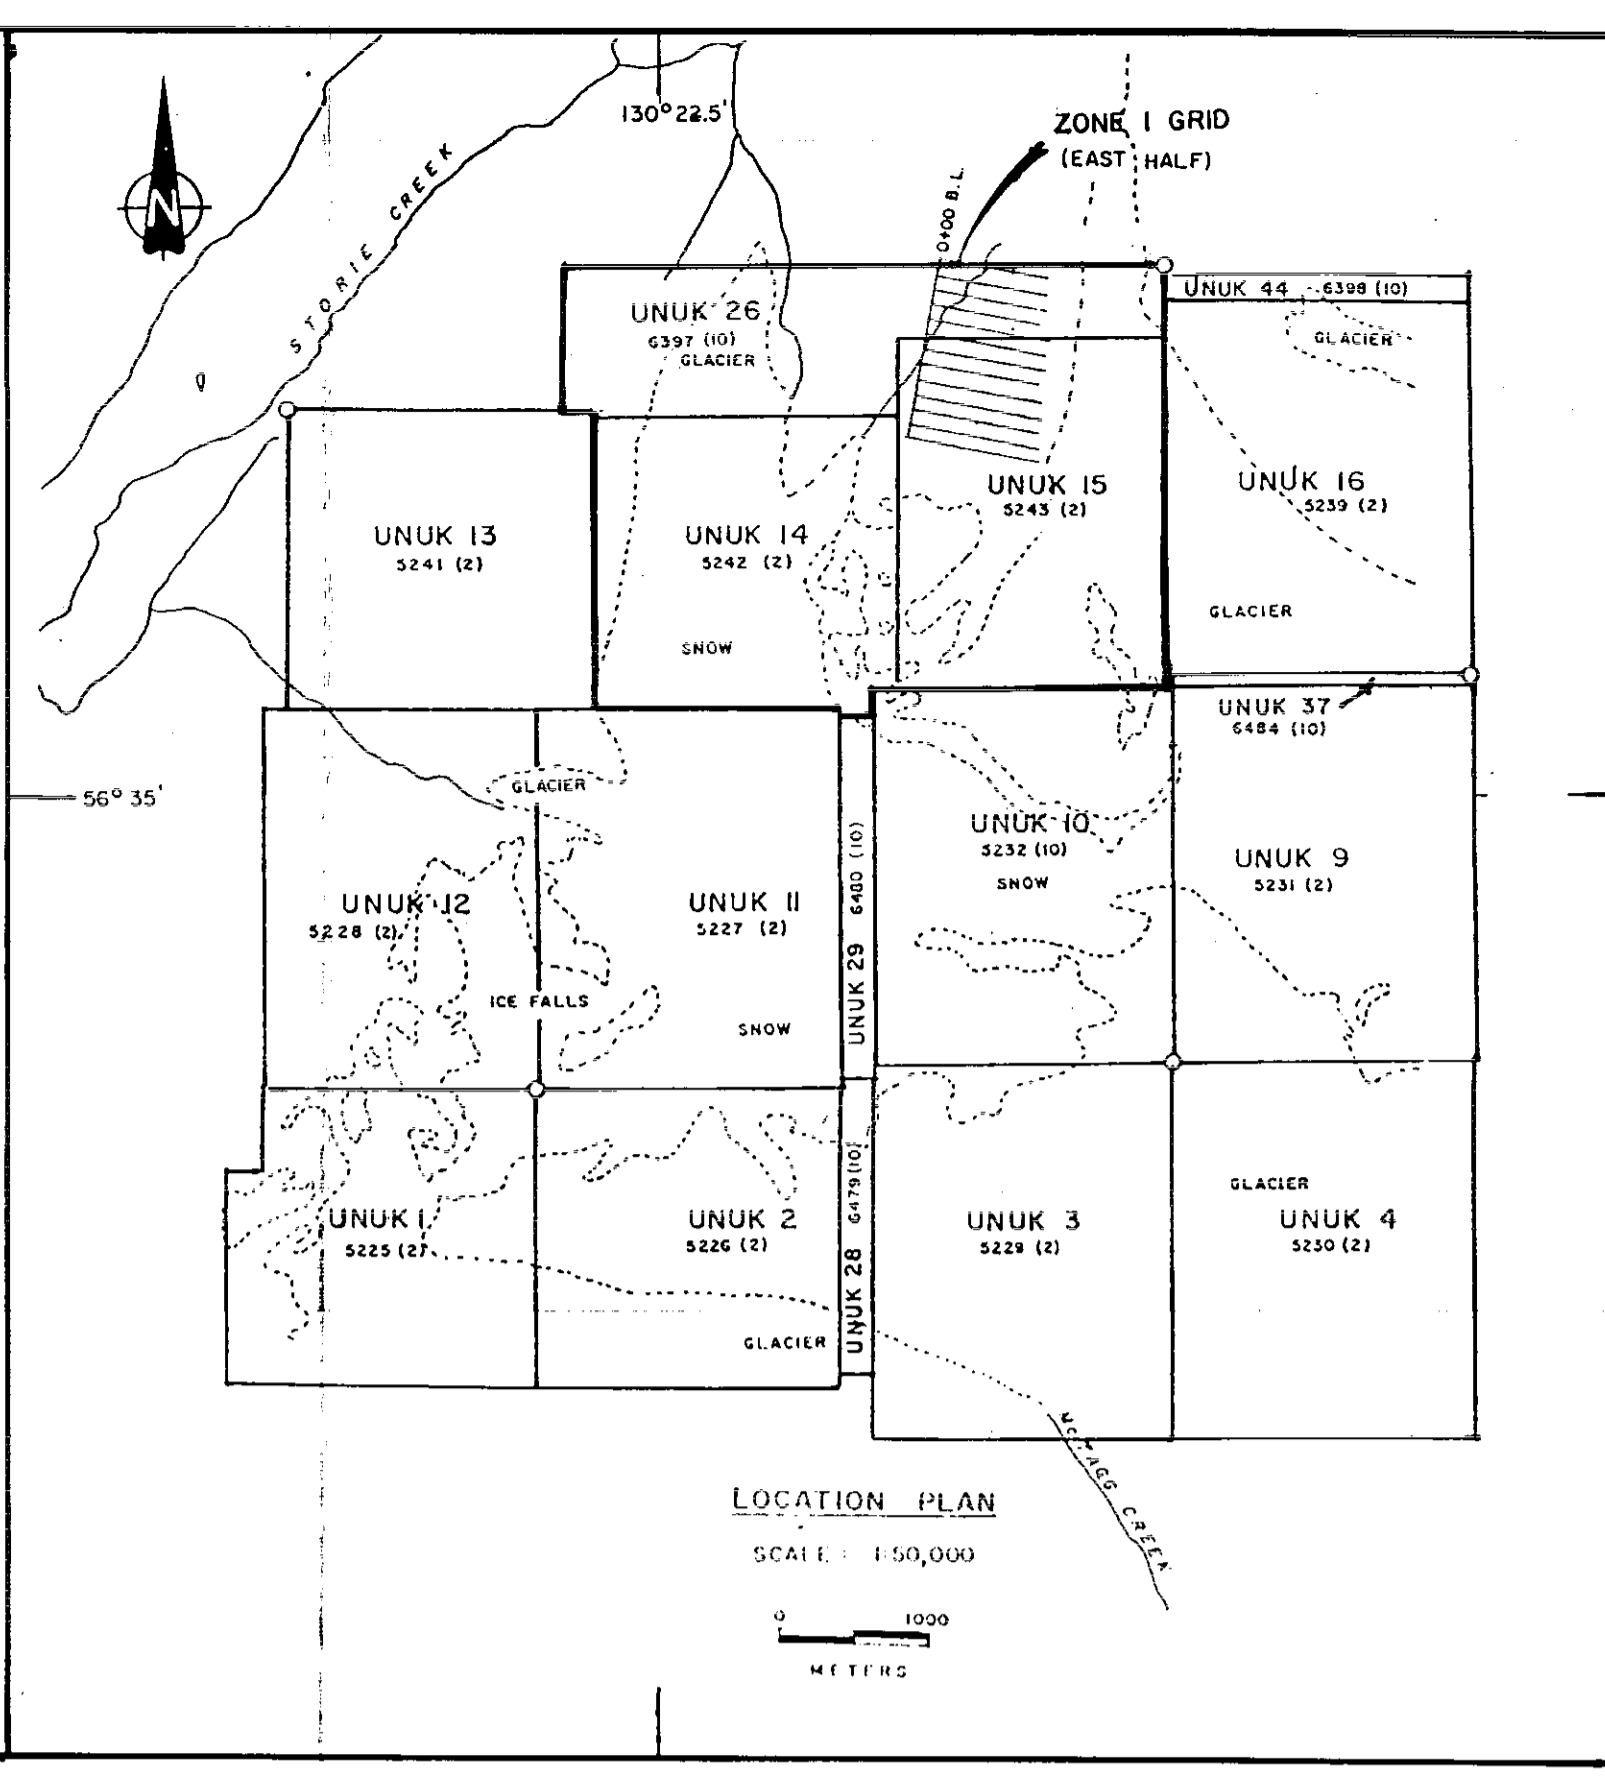 130° 22.5'
ZONE 1 GRID
(EAST HALF)
STORIE CREEK
0+00 B.L.
N
UNUK 26
6397 (10)
GLACIER
UNUK 44 6398 (10)
GLACIER
UNUK 13
5241 (2)
UNUK 14
5242 (2)
SNOW
UNUK 15
5243 (2)
UNUK 16
5239 (2)
GLACIER
UNUK 37
6484 (10)
56° 35'
GLACIER
UNUK 12
5228 (2)
ICE FALLS
UNUK 11
5227 (2)
SNOW
UNUK 29 6480 (10)
UNUK 10
5232 (10)
SNOW
UNUK 9
5231 (2)
UNUK 1
5225 (2)
UNUK 2
5226 (2)
GLACIER
UNUK 28 6479 (10)
UNUK 3
5229 (2)
GLACIER
UNUK 4
5230 (2)
McTAGG CREEK
LOCATION PLAN
SCALE : 1:50,000
0 1000
METERS